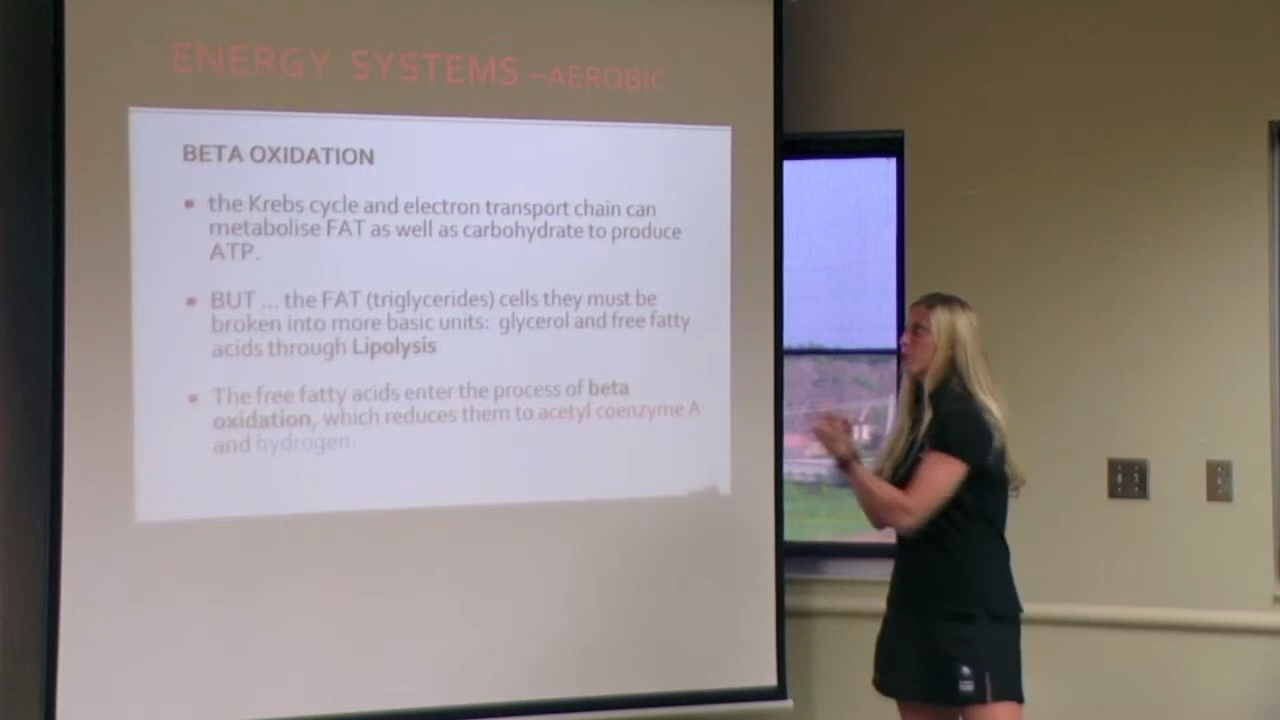 ENERGY SYSTEMS –AEROBIC
BETA OXIDATION
▪ the Krebs cycle and electron transport chain can
metabolise FAT as well as carbohydrate to produce
ATP.
▪ BUT ... the FAT (triglycerides) cells they must be
broken into more basic units: glycerol and free fatty
acids through Lipolysis
▪ The free fatty acids enter the process of beta
oxidation, which reduces them to acetyl coenzyme A
and hydrogen.